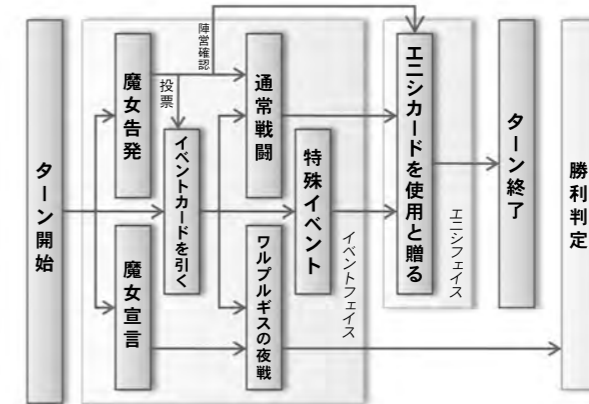 ターン開始
魔女告発
魔女宣言
投票
陣営確認
イベントカードを引く
通常戦闘
ワルプルギスの夜戦
特殊イベント
イベントフェイス
エニシカードを使用と贈る
エニシフェイス
ターン終了
勝利判定